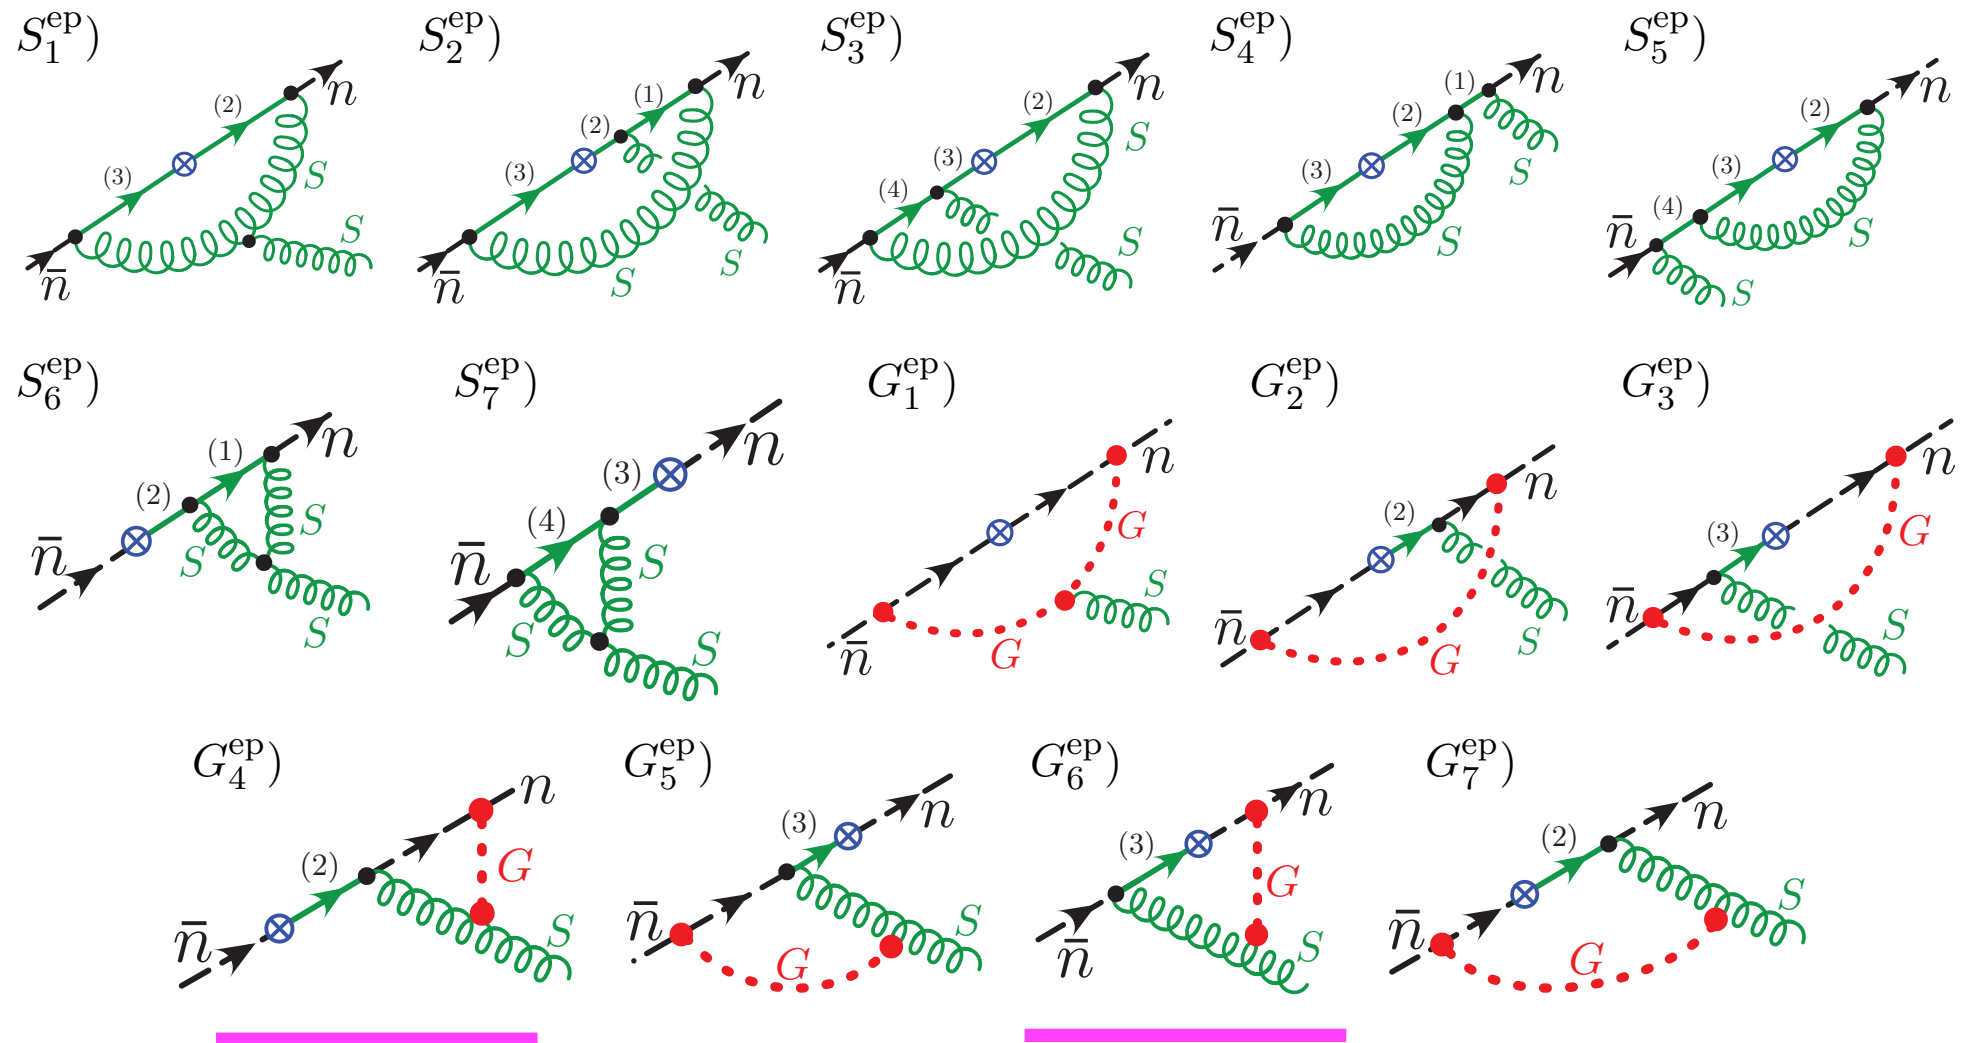 S_1^ep) S_2^ep) S_3^ep) S_4^ep) S_5^ep)
(3) (2) n̄ n S S
(3) (2) (1) n̄ n S S
(4) (3) (2) n̄ n S S
(3) (2) (1) n̄ n S S
(4) (3) (2) n̄ n S S
S_6^ep) S_7^ep) G_1^ep) G_2^ep) G_3^ep)
(2) (1) n̄ n S S S
(4) (3) n̄ n S S S
n̄ n G G S
(2) n̄ n G S
(3) n̄ n G S
G_4^ep) G_5^ep) G_6^ep) G_7^ep)
(2) n̄ n G S
(3) n̄ n G S
(3) n̄ n G S
(2) n̄ n G S